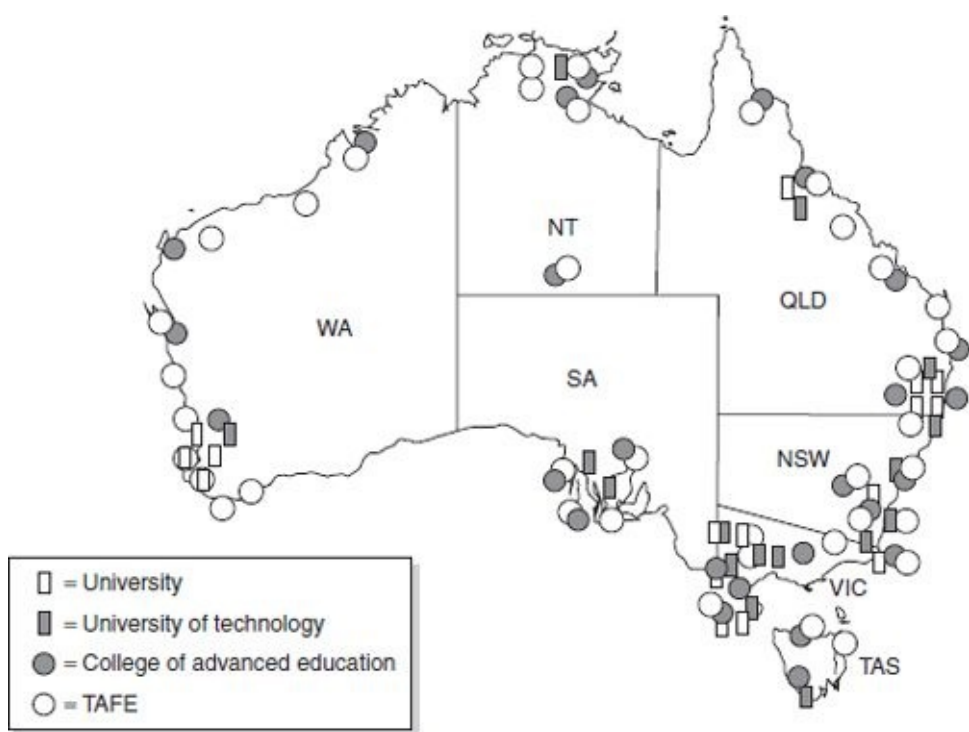 NT
QLD
WA
SA
NSW
VIC
TAS
= University
= University of technology
= College of advanced education
= TAFE